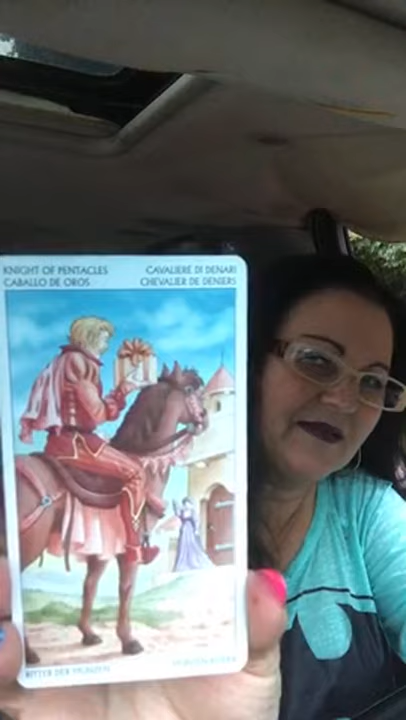 KNIGHT OF PENTACLES
CABALLO DE OROS
CAVALIERE DI DENARI
CHEVALIER DE DENIERS
RITTER DER MÜNZEN